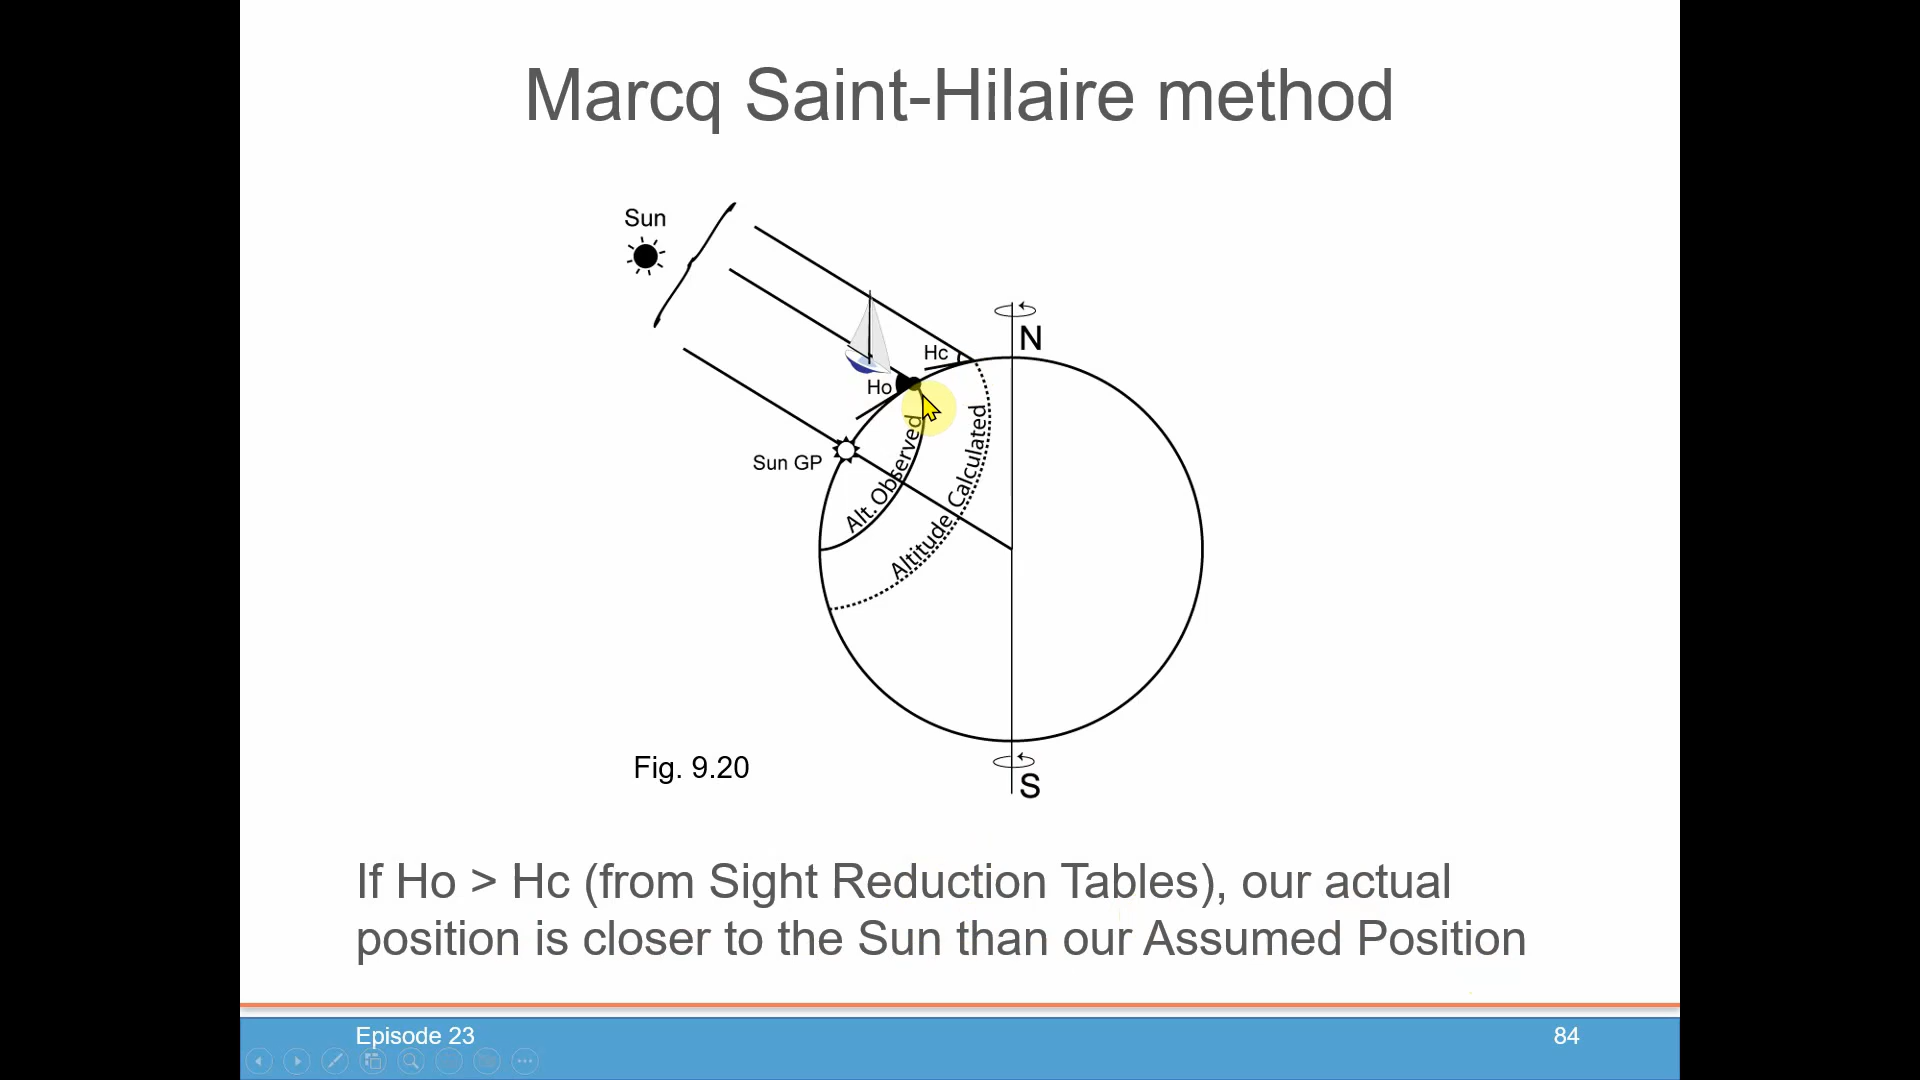 Marcq Saint-Hilaire method
Sun
N
Hc
Ho
Sun GP
Alt. Observed
Altitude Calculated
Fig. 9.20
S
If Ho > Hc (from Sight Reduction Tables), our actual
position is closer to the Sun than our Assumed Position
Episode 23
84